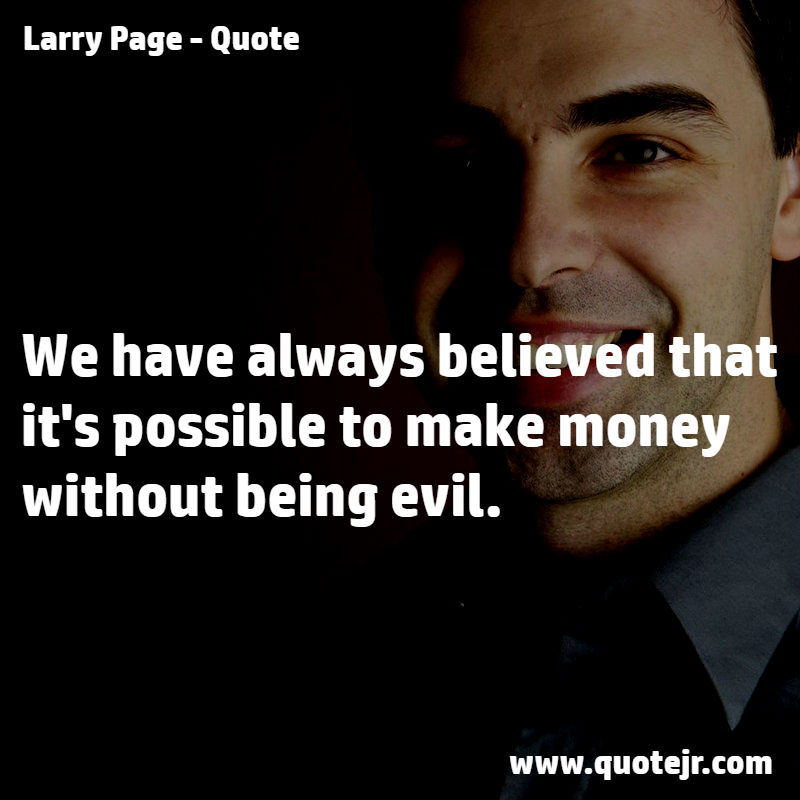 Larry Page - Quote
We have always believed that
it's possible to make money
without being evil.
www.quotejr.com